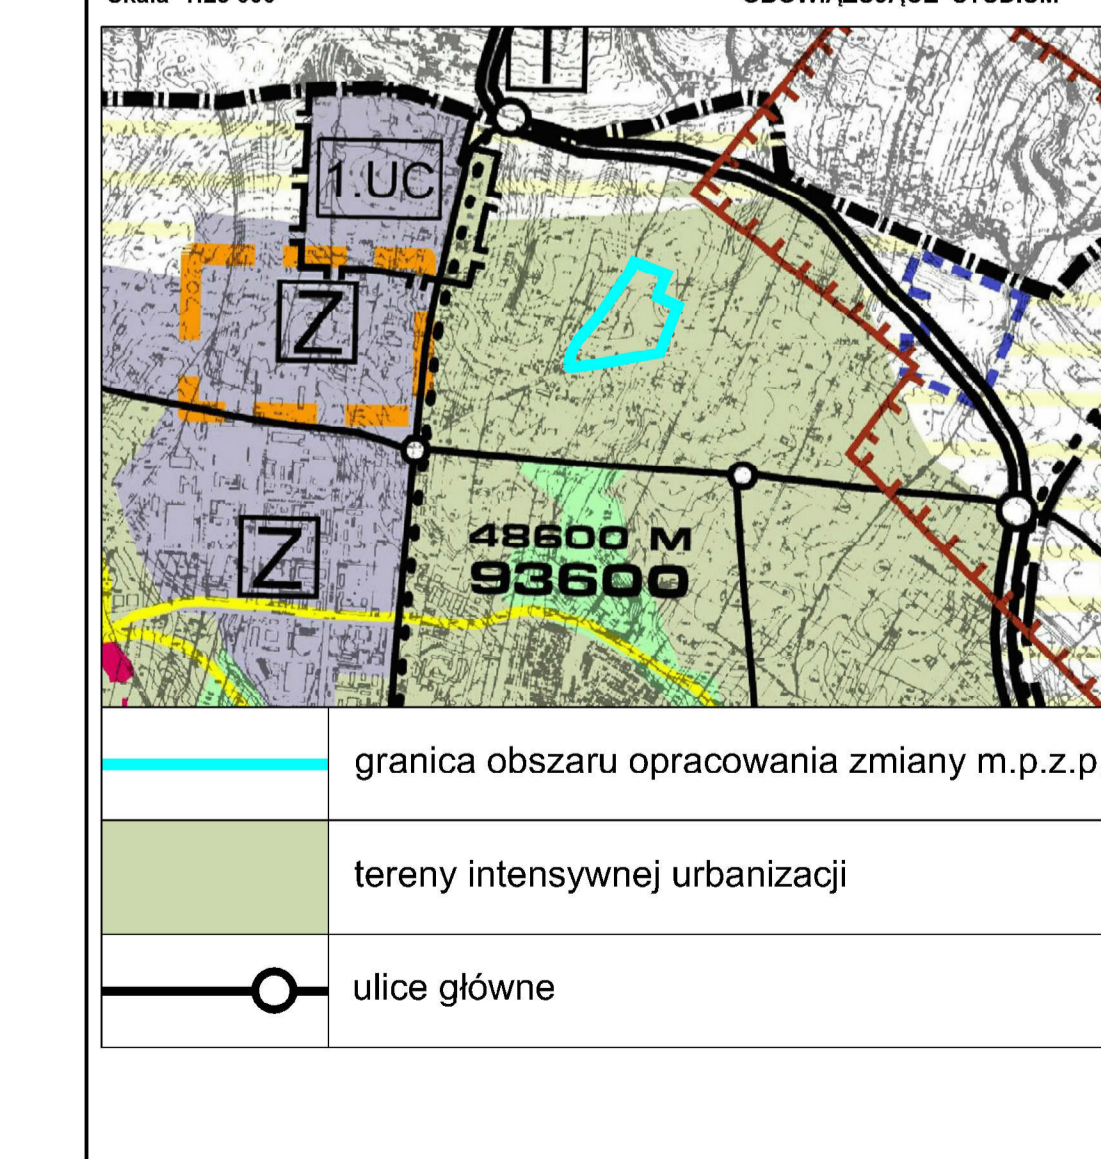 1.UC
Z
Z
48600 M
93600
granica obszaru opracowania zmiany m.p.z.p
tereny intensywnej urbanizacji
ulice główne